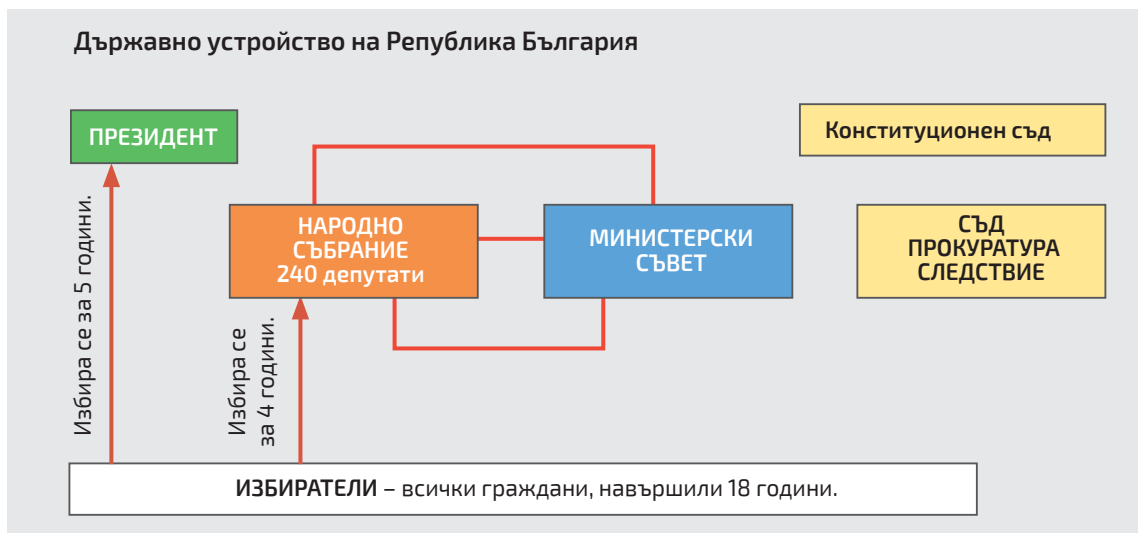 Държавно устройство на Република България
ПРЕЗИДЕНТ
Конституционен съд
НАРОДНО
СЪБРАНИЕ
240 депутати
МИНИСТЕРСКИ
СЪВЕТ
СЪД
ПРОКУРАТУРА
СЛЕДСТВИЕ
Избира се за 5 години.
Избира се
за 4 години.
ИЗБИРАТЕЛИ – всички граждани, навършили 18 години.